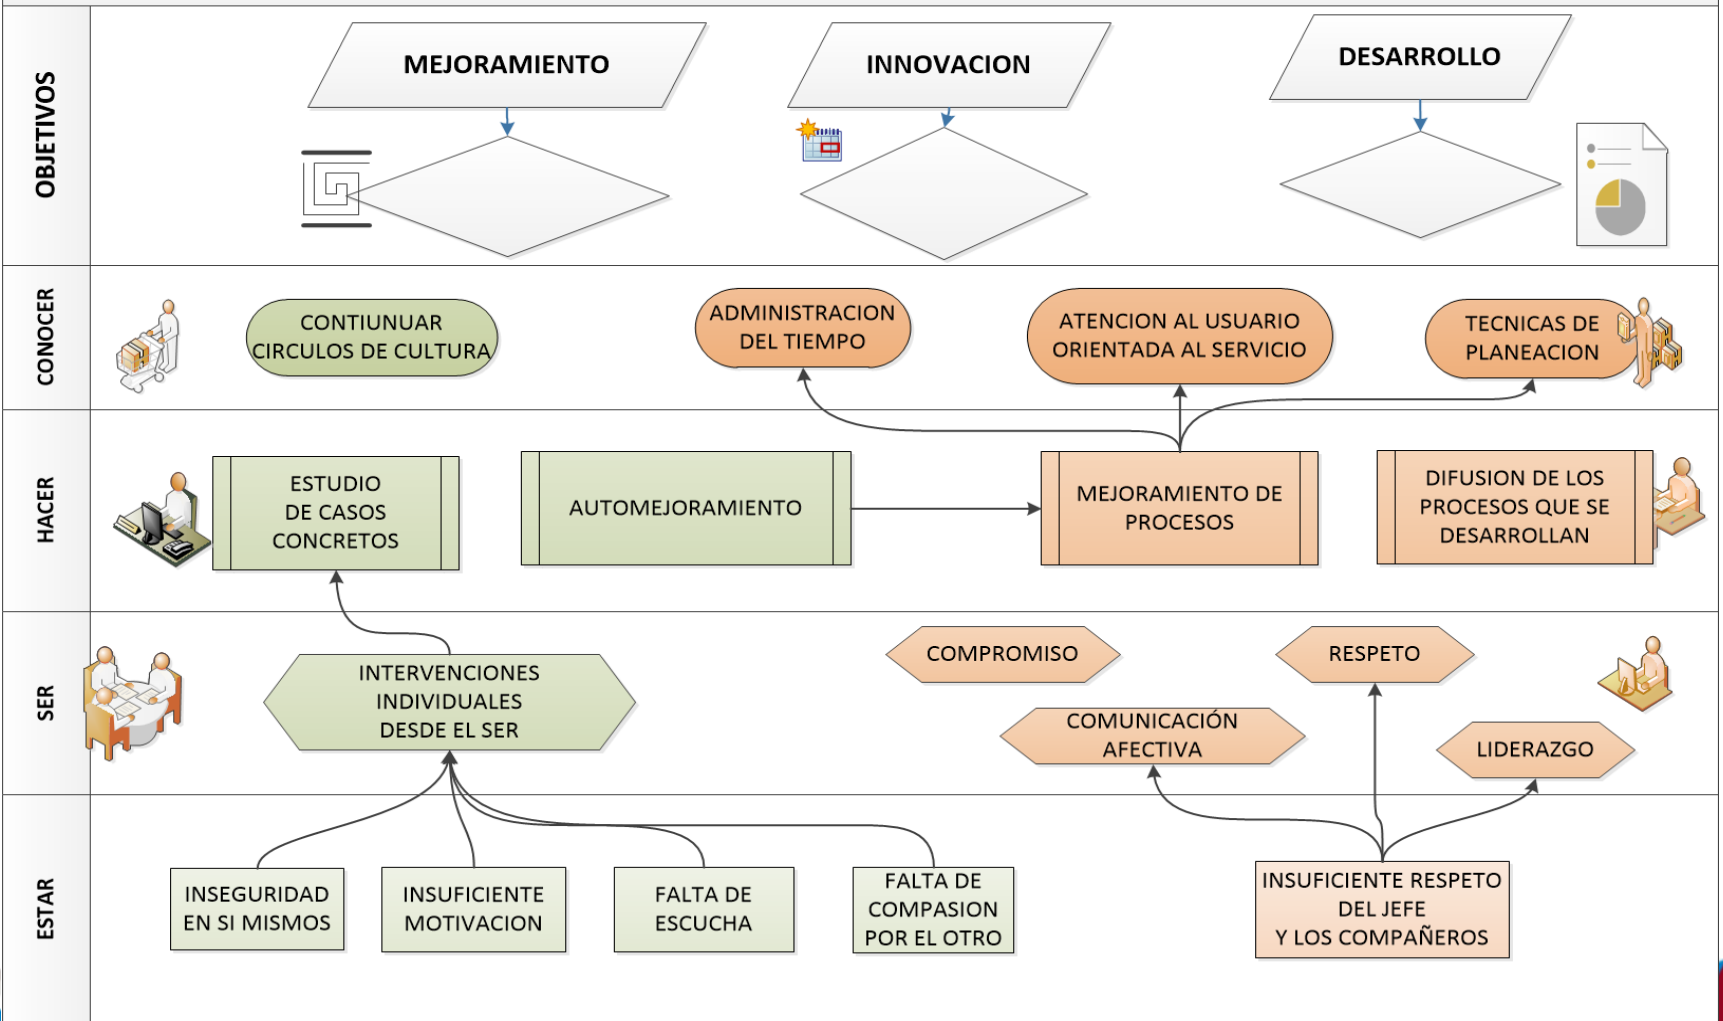 OBJETIVOS
MEJORAMIENTO
INNOVACION
DESARROLLO
CONOCER
CONTIUNUAR
CIRCULOS DE CULTURA
ADMINISTRACION
DEL TIEMPO
ATENCION AL USUARIO
ORIENTADA AL SERVICIO
TECNICAS DE
PLANEACION
HACER
ESTUDIO
DE CASOS
CONCRETOS
AUTOMEJORAMIENTO
MEJORAMIENTO DE
PROCESOS
DIFUSION DE LOS
PROCESOS QUE SE
DESARROLLAN
SER
INTERVENCIONES
INDIVIDUALES
DESDE EL SER
COMPROMISO
RESPETO
COMUNICACIÓN
AFECTIVA
LIDERAZGO
ESTAR
INSEGURIDAD
EN SI MISMOS
INSUFICIENTE
MOTIVACION
FALTA DE
ESCUCHA
FALTA DE
COMPASION
POR EL OTRO
INSUFICIENTE RESPETO
DEL JEFE
Y LOS COMPAÑEROS